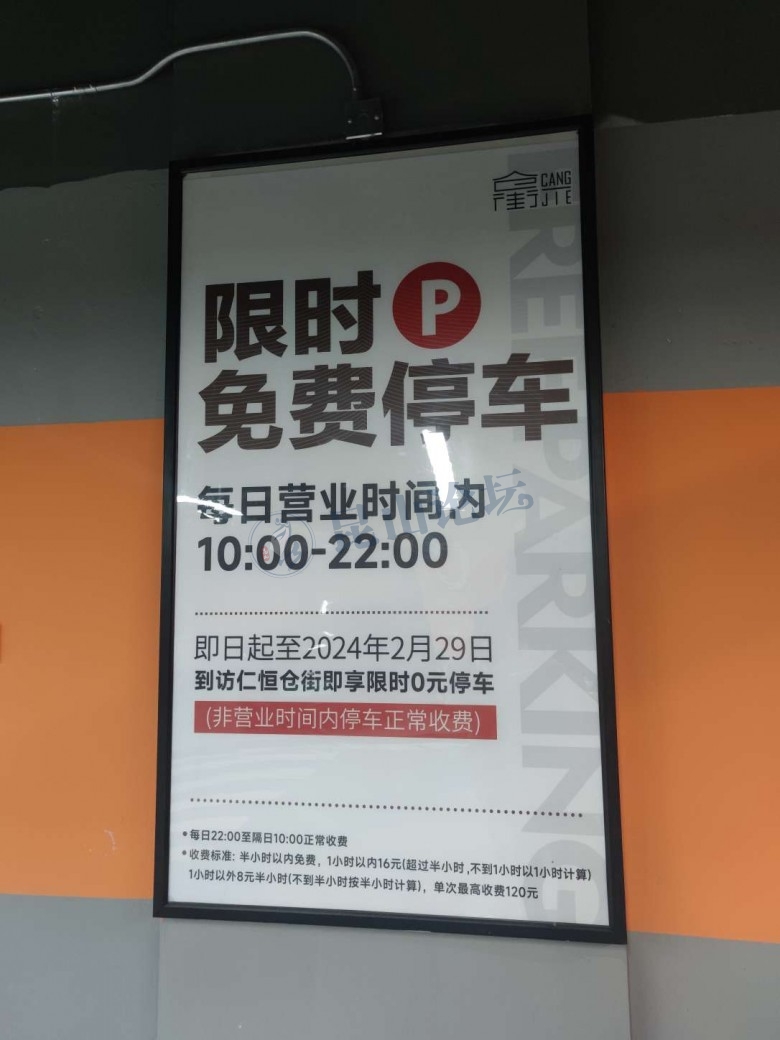 仓街 CANG
JIE
限时 P
免费停车
每日营业时间内
10:00-22:00
即日起至2024年2月29日
到访仁恒仓街即享限时0元停车
(非营业时间内停车正常收费)
•每日22:00至隔日10:00正常收费
•收费标准: 半小时以内免费，1小时以内16元(超过半小时,不到1小时以1小时计算)
1小时以外8元半小时(不到半小时按半小时计算)，单次最高收费120元
FREE PARKING
昆山论坛